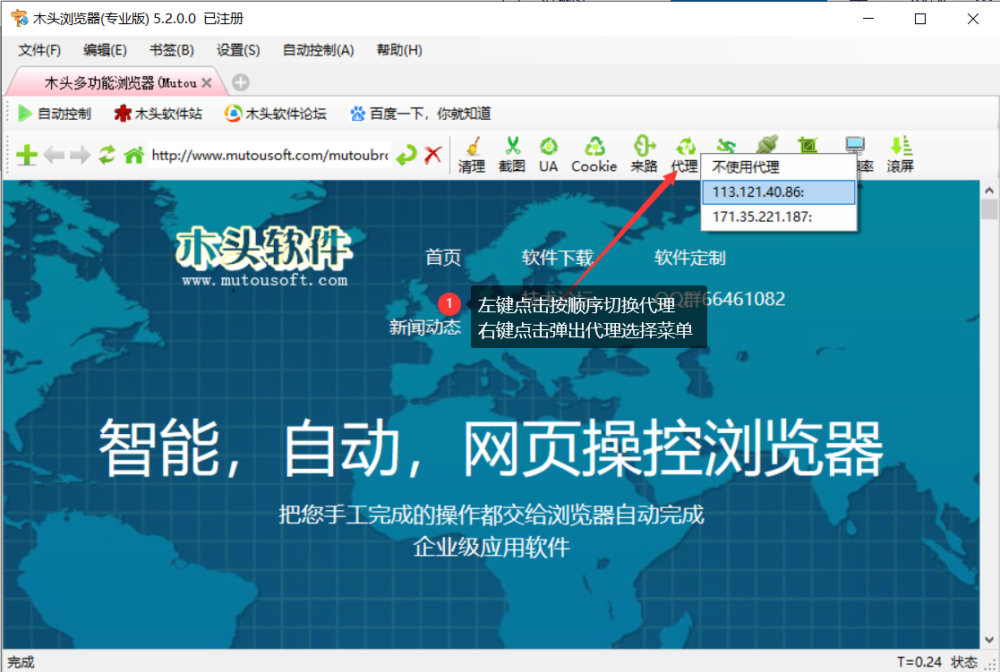 木头浏览器(专业版) 5.2.0.0 已注册
文件(F) 编辑(E) 书签(B) 设置(S) 自动控制(A) 帮助(H)
木头多功能浏览器(Mutou
自动控制 木头软件站 木头软件论坛 百度一下，你就知道
http://www.mutousoft.com/mutoubro
清理 截图 UA Cookie 来路 代理 率 滚屏
不使用代理
113.121.40.86:
171.35.221.187:
木头软件
www.mutousoft.com
首页 软件下载 软件定制
技术论坛 QQ群66461082
新闻动态
1
左键点击按顺序切换代理
右键点击弹出代理选择菜单
智能，自动，网页操控浏览器
把您手工完成的操作都交给浏览器自动完成
企业级应用软件
完成 T=0.24 状态